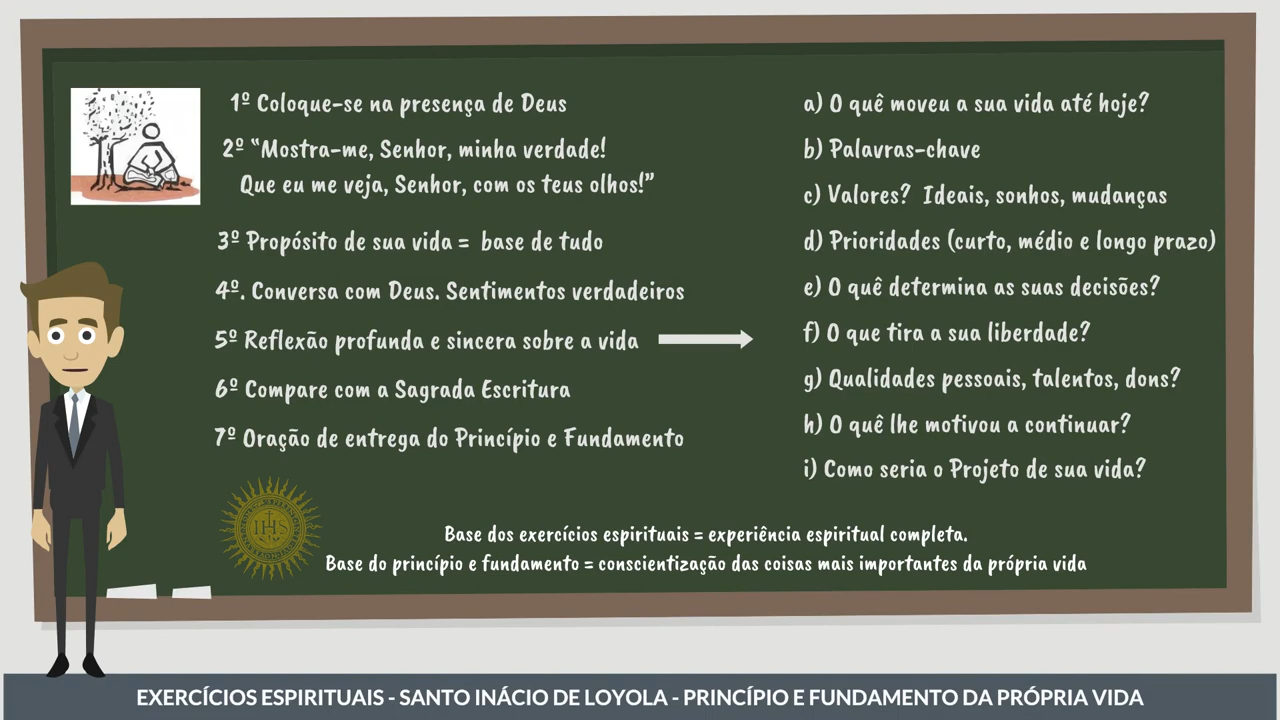 1º Coloque-se na presença de Deus
2º “Mostra-me, Senhor, minha verdade!
Que eu me veja, Senhor, com os teus olhos!”
3º Propósito de sua vida = base de tudo
4º. Conversa com Deus. Sentimentos verdadeiros
5º Reflexão profunda e sincera sobre a vida
6º Compare com a Sagrada Escritura
7º Oração de entrega do Princípio e Fundamento
a) O quê moveu a sua vida até hoje?
b) Palavras-chave
c) Valores? Ideais, sonhos, mudanças
d) Prioridades (curto, médio e longo prazo)
e) O quê determina as suas decisões?
f) O que tira a sua liberdade?
g) Qualidades pessoais, talentos, dons?
h) O quê lhe motivou a continuar?
i) Como seria o Projeto de sua vida?
IHS
Base dos exercícios espirituais = experiência espiritual completa.
Base do princípio e fundamento = conscientização das coisas mais importantes da própria vida
EXERCÍCIOS ESPIRITUAIS - SANTO INÁCIO DE LOYOLA - PRINCÍPIO E FUNDAMENTO DA PRÓPRIA VIDA